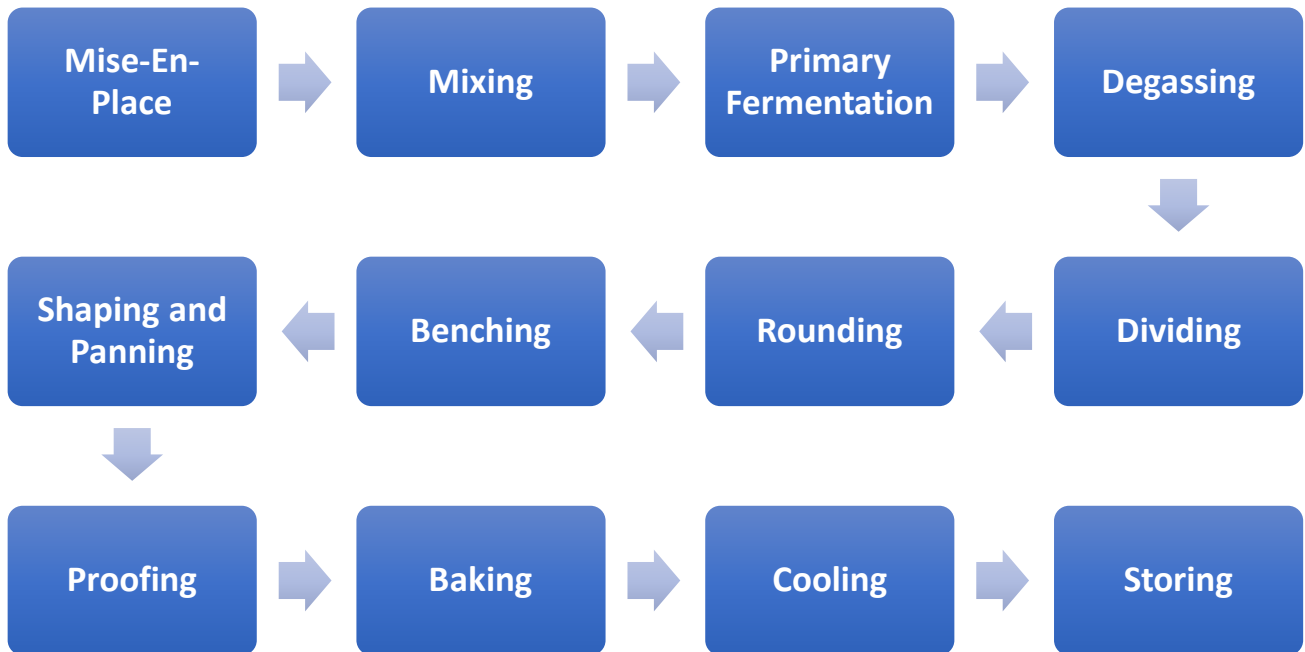 Mise-En-
Place
Mixing
Primary
Fermentation
Degassing
Dividing
Rounding
Benching
Shaping and
Panning
Proofing
Baking
Cooling
Storing